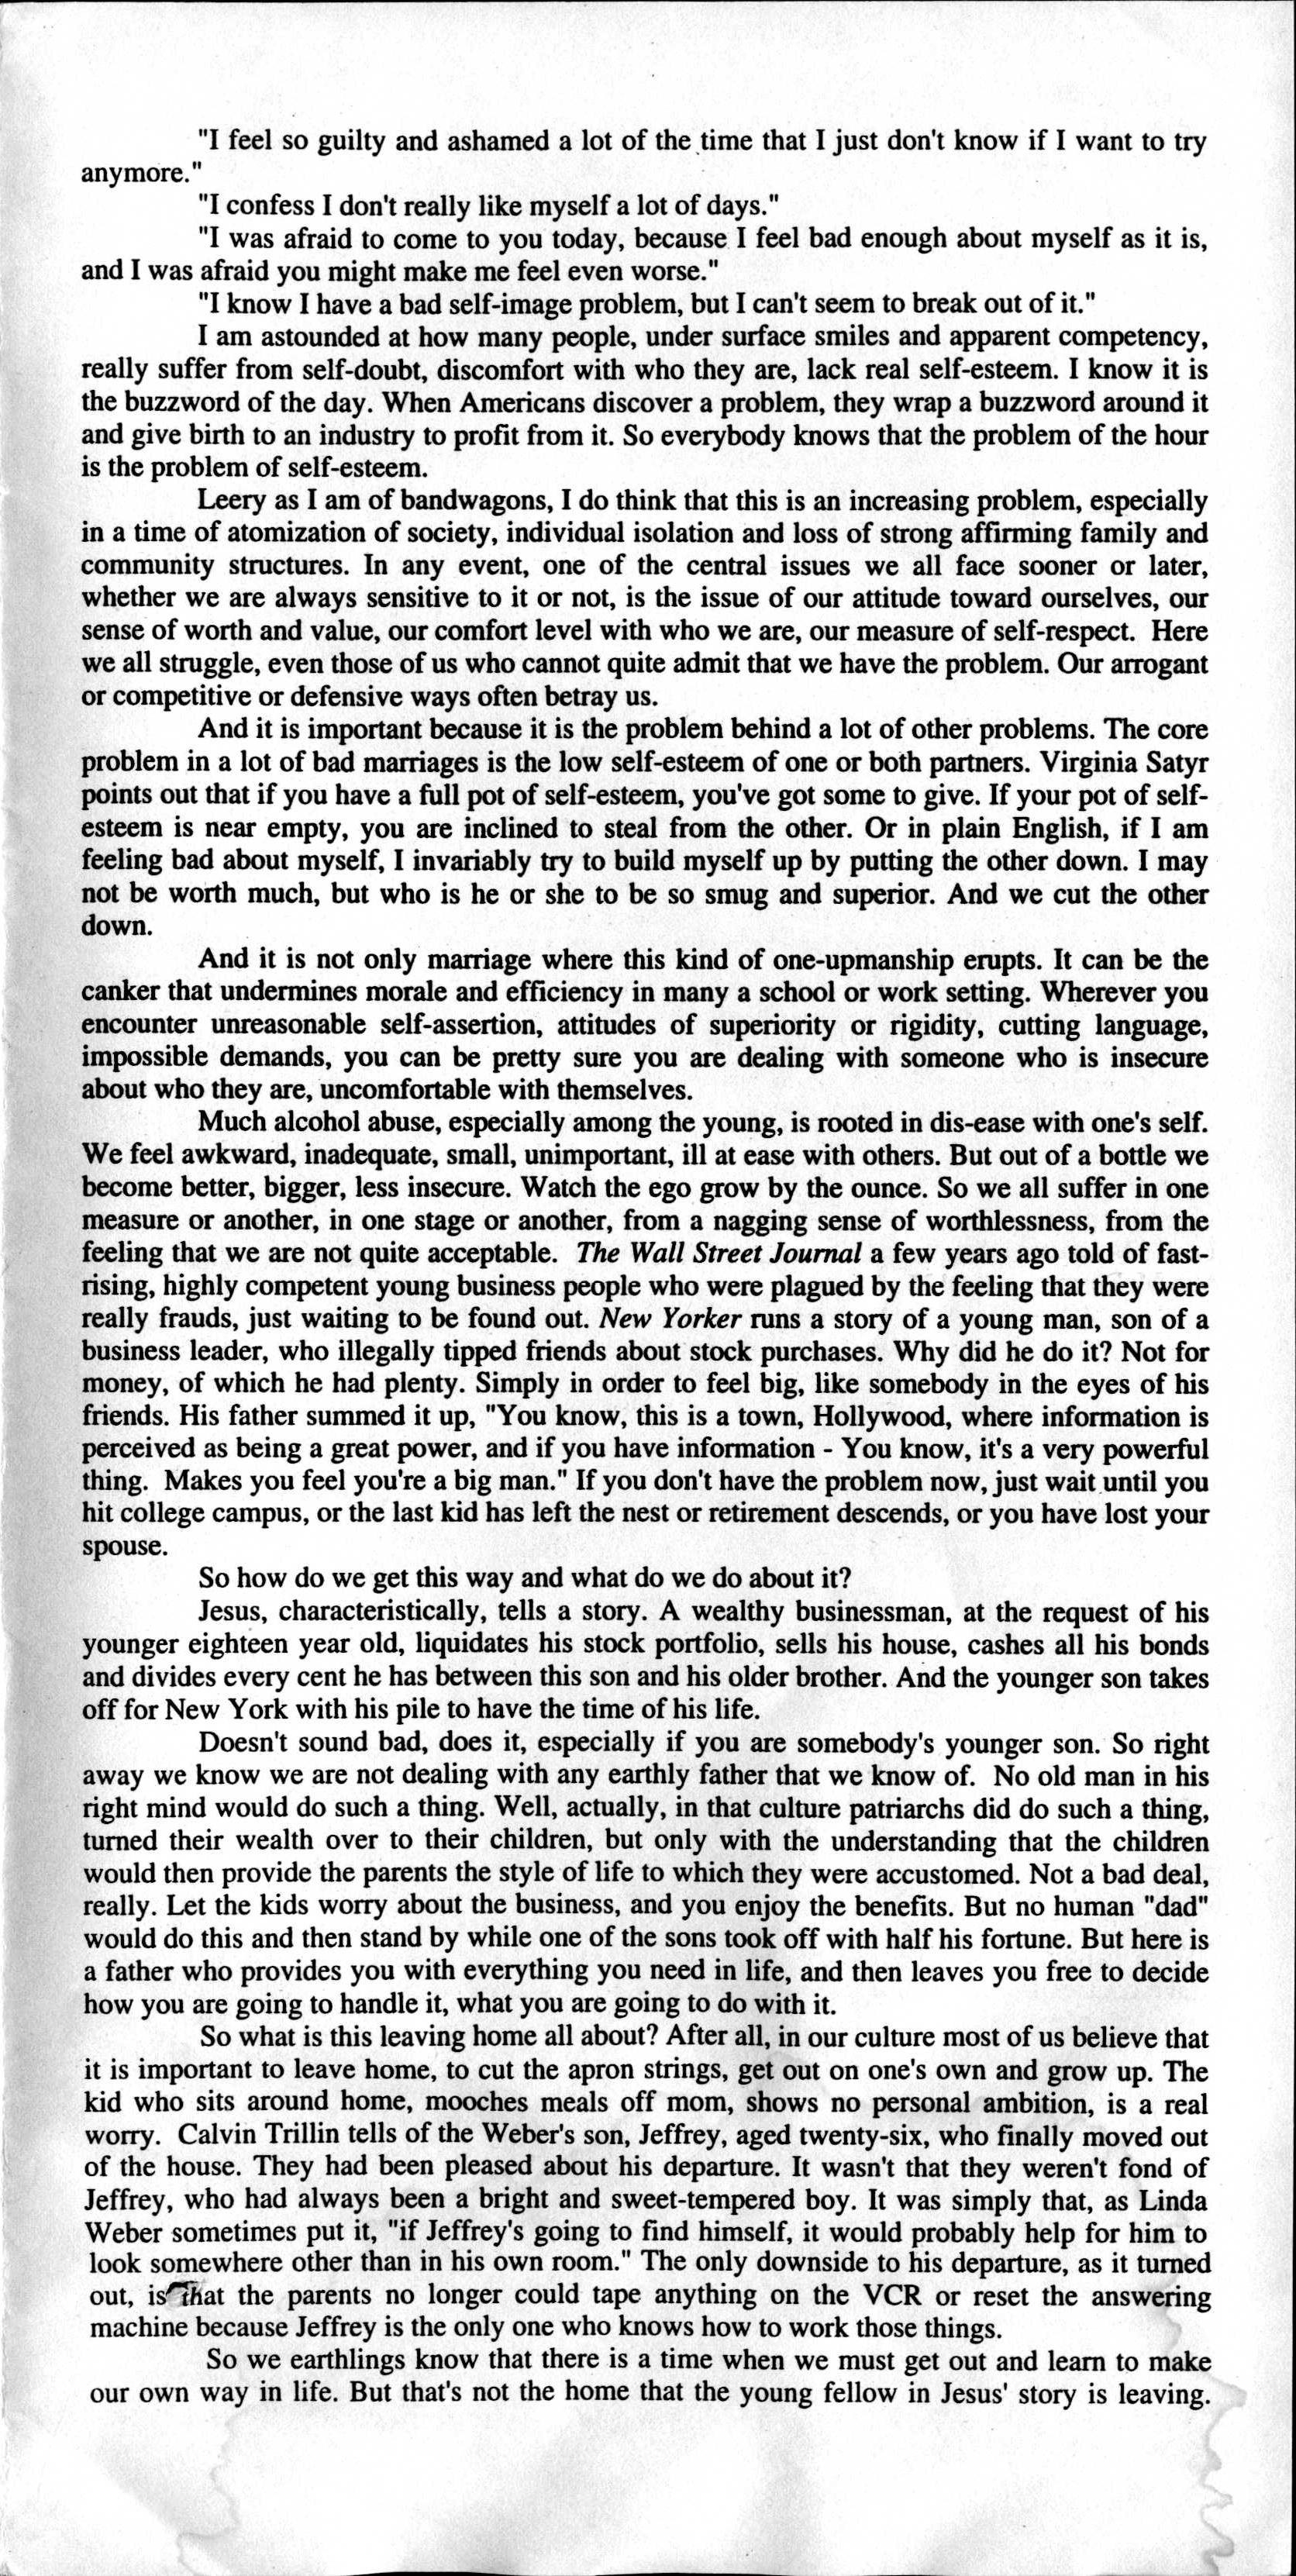 "I feel so guilty and ashamed a lot of the time that I just don't know if I want to try
anymore."
"I confess I don't really like myself a lot of days."
"I was afraid to come to you today, because I feel bad enough about myself as it is,
and I was afraid you might make me feel even worse."
"I know I have a bad self-image problem, but I can't seem to break out of it."
I am astounded at how many people, under surface smiles and apparent competency,
really suffer from self-doubt, discomfort with who they are, lack real self-esteem. I know it is
the buzzword of the day. When Americans discover a problem, they wrap a buzzword around it
and give birth to an industry to profit from it. So everybody knows that the problem of the hour
is the problem of self-esteem.
Leery as I am of bandwagons, I do think that this is an increasing problem, especially
in a time of atomization of society, individual isolation and loss of strong affirming family and
community structures. In any event, one of the central issues we all face sooner or later,
whether we are always sensitive to it or not, is the issue of our attitude toward ourselves, our
sense of worth and value, our comfort level with who we are, our measure of self-respect. Here
we all struggle, even those of us who cannot quite admit that we have the problem. Our arrogant
or competitive or defensive ways often betray us.
And it is important because it is the problem behind a lot of other problems. The core
problem in a lot of bad marriages is the low self-esteem of one or both partners. Virginia Satyr
points out that if you have a full pot of self-esteem, you've got some to give. If your pot of self-
esteem is near empty, you are inclined to steal from the other. Or in plain English, if I am
feeling bad about myself, I invariably try to build myself up by putting the other down. I may
not be worth much, but who is he or she to be so smug and superior. And we cut the other
down.
And it is not only marriage where this kind of one-upmanship erupts. It can be the
canker that undermines morale and efficiency in many a school or work setting. Wherever you
encounter unreasonable self-assertion, attitudes of superiority or rigidity, cutting language,
impossible demands, you can be pretty sure you are dealing with someone who is insecure
about who they are, uncomfortable with themselves.
Much alcohol abuse, especially among the young, is rooted in dis-ease with one's self.
We feel awkward, inadequate, small, unimportant, ill at ease with others. But out of a bottle we
become better, bigger, less insecure. Watch the ego grow by the ounce. So we all suffer in one
measure or another, in one stage or another, from a nagging sense of worthlessness, from the
feeling that we are not quite acceptable. The Wall Street Journal a few years ago told of fast-
rising, highly competent young business people who were plagued by the feeling that they were
really frauds, just waiting to be found out. New Yorker runs a story of a young man, son of a
business leader, who illegally tipped friends about stock purchases. Why did he do it? Not for
money, of which he had plenty. Simply in order to feel big, like somebody in the eyes of his
friends. His father summed it up, "You know, this is a town, Hollywood, where information is
perceived as being a great power, and if you have information - You know, it's a very powerful
thing. Makes you feel you're a big man." If you don't have the problem now, just wait until you
hit college campus, or the last kid has left the nest or retirement descends, or you have lost your
spouse.
So how do we get this way and what do we do about it?
Jesus, characteristically, tells a story. A wealthy businessman, at the request of his
younger eighteen year old, liquidates his stock portfolio, sells his house, cashes all his bonds
and divides every cent he has between this son and his older brother. And the younger son takes
off for New York with his pile to have the time of his life.
Doesn't sound bad, does it, especially if you are somebody's younger son. So right
away we know we are not dealing with any earthly father that we know of. No old man in his
right mind would do such a thing. Well, actually, in that culture patriarchs did do such a thing,
turned their wealth over to their children, but only with the understanding that the children
would then provide the parents the style of life to which they were accustomed. Not a bad deal,
really. Let the kids worry about the business, and you enjoy the benefits. But no human "dad"
would do this and then stand by while one of the sons took off with half his fortune. But here is
a father who provides you with everything you need in life, and then leaves you free to decide
how you are going to handle it, what you are going to do with it.
So what is this leaving home all about? After all, in our culture most of us believe that
it is important to leave home, to cut the apron strings, get out on one's own and grow up. The
kid who sits around home, mooches meals off mom, shows no personal ambition, is a real
worry. Calvin Trillin tells of the Weber's son, Jeffrey, aged twenty-six, who finally moved out
of the house. They had been pleased about his departure. It wasn't that they weren't fond of
Jeffrey, who had always been a bright and sweet-tempered boy. It was simply that, as Linda
Weber sometimes put it, "if Jeffrey's going to find himself, it would probably help for him to
look somewhere other than in his own room." The only downside to his departure, as it turned
out, is that the parents no longer could tape anything on the VCR or reset the answering
machine because Jeffrey is the only one who knows how to work those things.
So we earthlings know that there is a time when we must get out and learn to make
our own way in life. But that's not the home that the young fellow in Jesus' story is leaving.